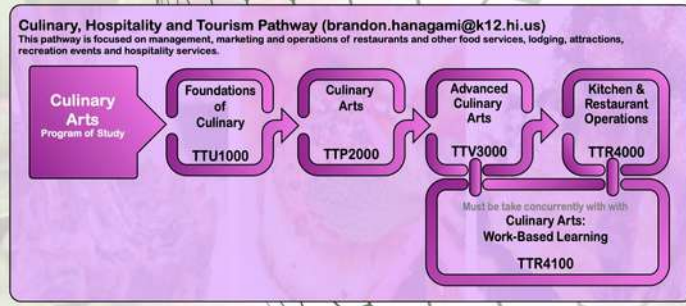 Culinary, Hospitality and Tourism Pathway (brandon.hanagami@k12.hi.us)
This pathway is focused on management, marketing and operations of restaurants and other food services, lodging, attractions,
recreation events and hospitality services.
Culinary
Arts
Program of Study
Foundations
of
Culinary
TTU1000
Culinary
Arts
TTP2000
Advanced
Culinary
Arts
TTV3000
Kitchen &
Restaurant
Operations
TTR4000
Must be take concurrently with with
Culinary Arts:
Work-Based Learning
TTR4100